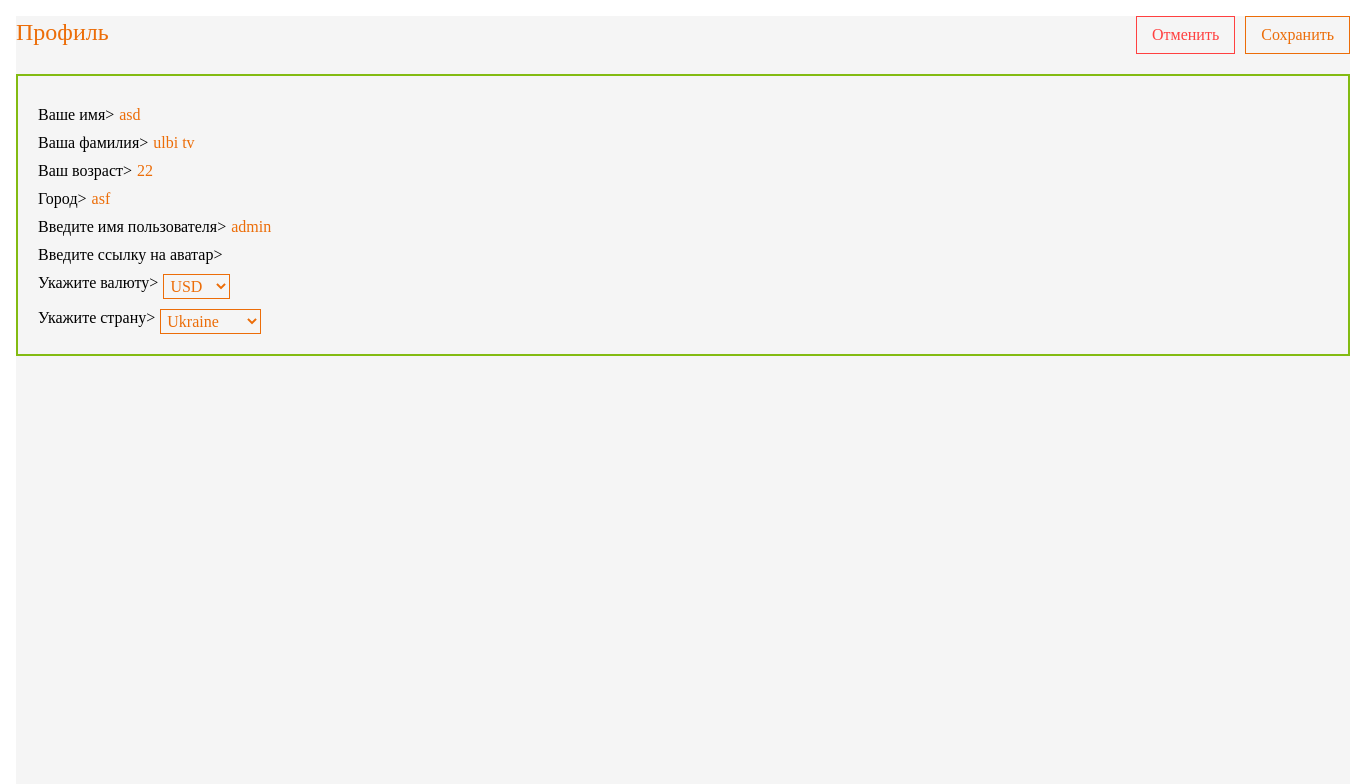 Профиль
Отменить
Сохранить
Ваше имя> asd
Ваша фамилия> ulbi tv
Ваш возраст> 22
Город> asf
Введите имя пользователя> admin
Введите ссылку на аватар>
Укажите валюту> USD
Укажите страну> Ukraine